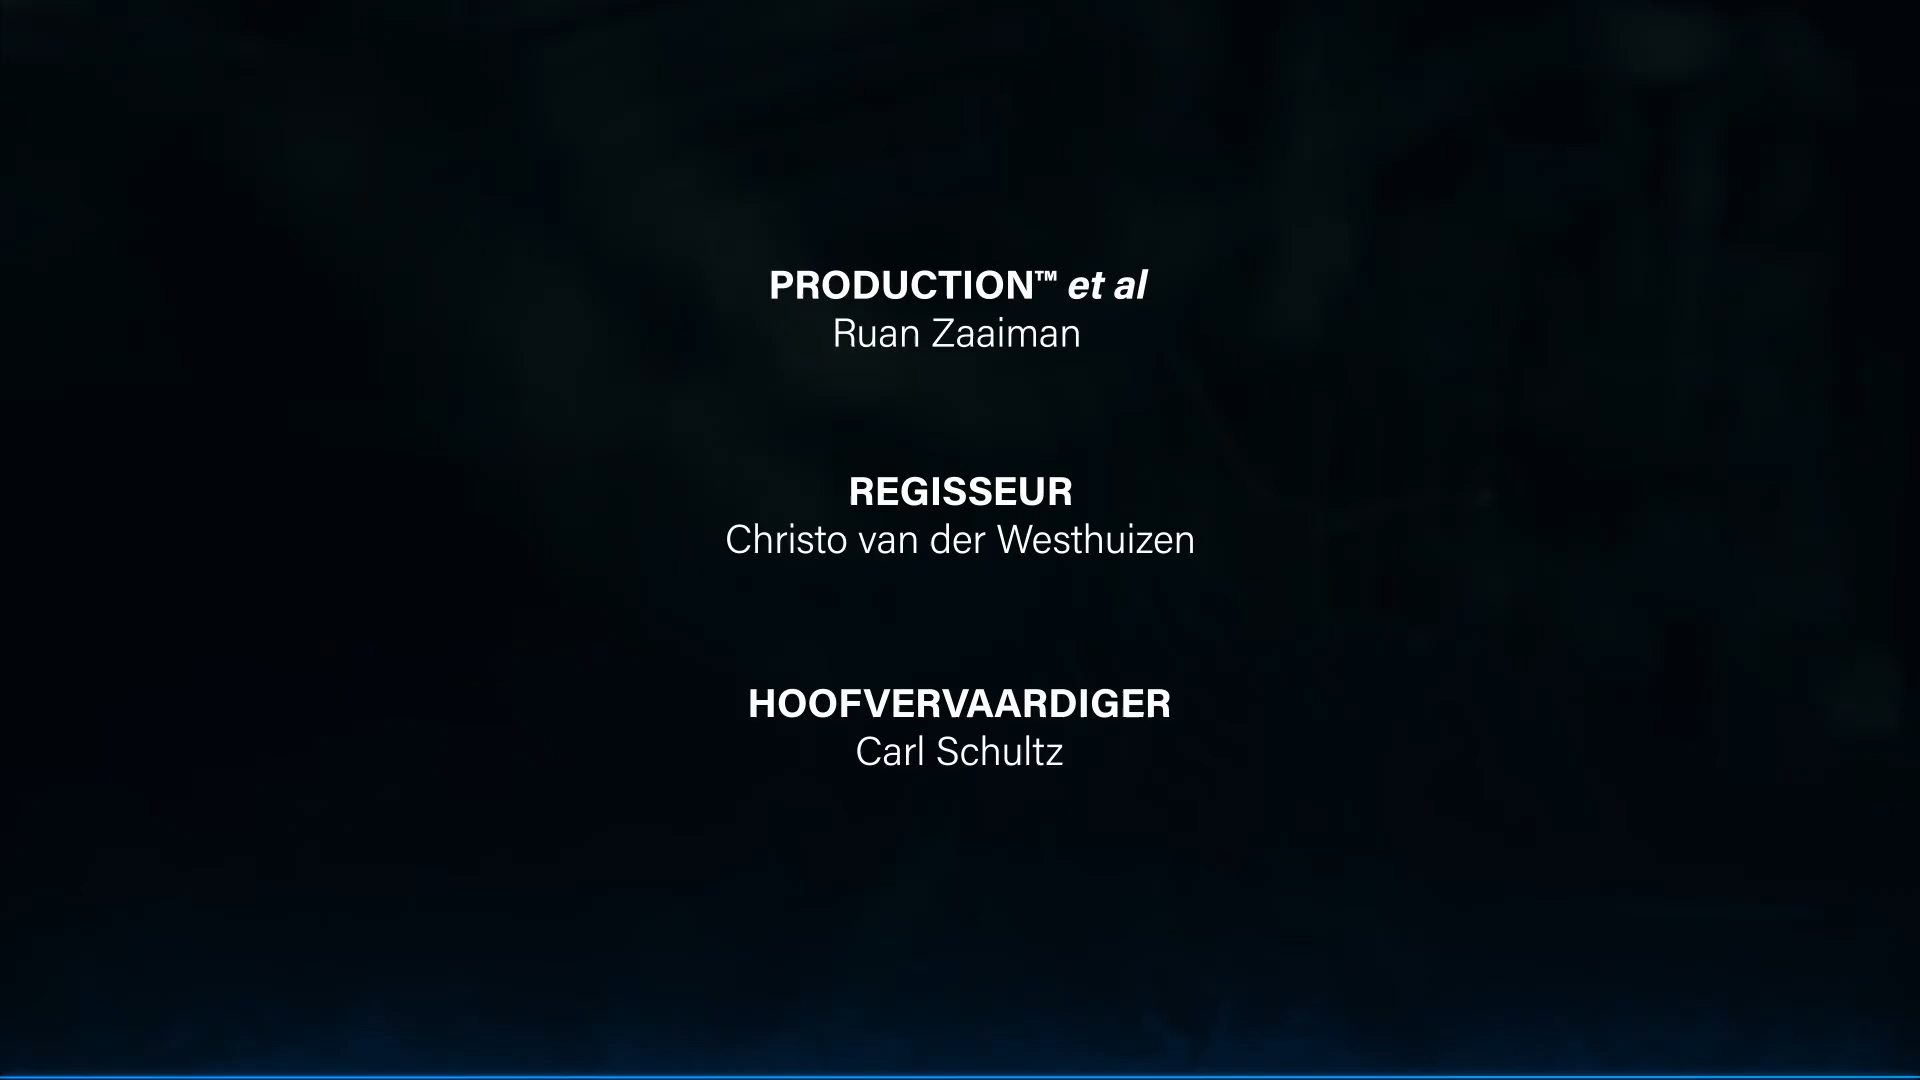 PRODUCTION™ et al
Ruan Zaaiman
REGISSEUR
Christo van der Westhuizen
HOOFVERVAARDIGER
Carl Schultz